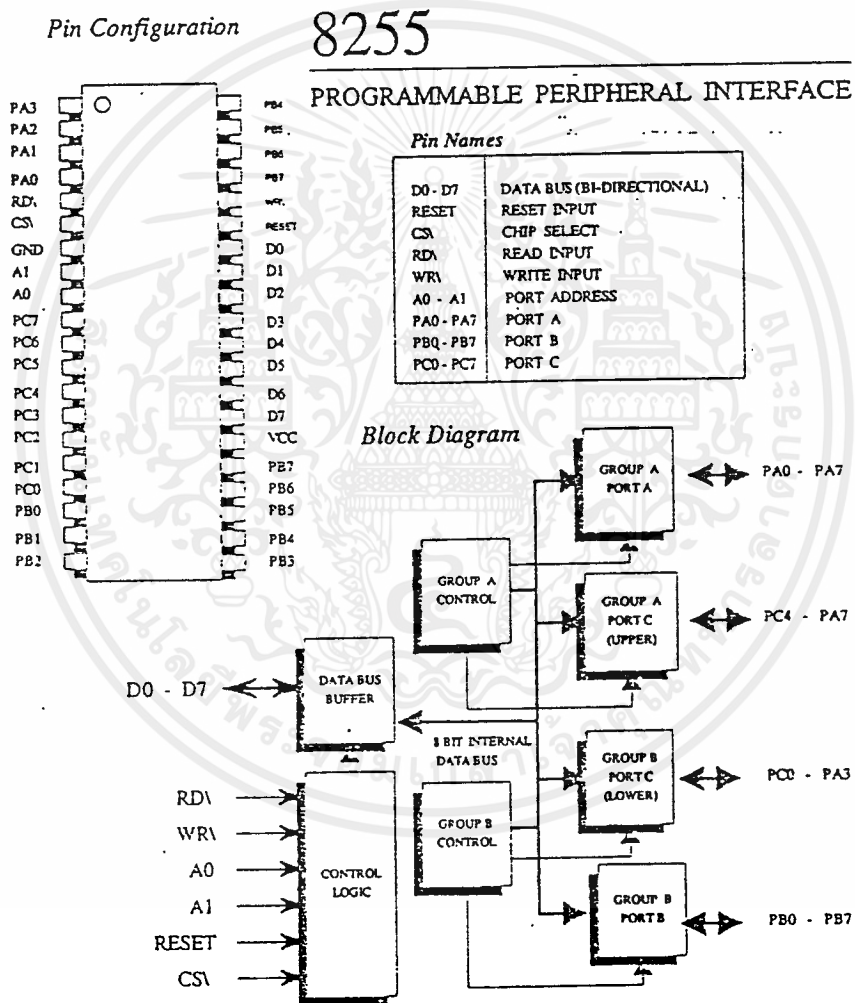 Pin Configuration
8255
PROGRAMMABLE PERIPHERAL INTERFACE
PA3
PA2
PA1
PA0
RD\
CS\
GND
A1
A0
PC7
PC6
PC5
PC4
PC3
PC2
PC1
PC0
PB0
PB1
PB2
PB4
PB5
PB6
PB7
WR\
RESET
D0
D1
D2
D3
D4
D5
D6
D7
VCC
PB7
PB6
PB5
PB4
PB3
Pin Names
D0 - D7 DATA BUS (BI-DIRECTIONAL)
RESET RESET INPUT
CS\ CHIP SELECT
RD\ READ INPUT
WR\ WRITE INPUT
A0 - A1 PORT ADDRESS
PA0 - PA7 PORT A
PB0 - PB7 PORT B
PC0 - PC7 PORT C
Block Diagram
GROUP A
PORT A
PA0 - PA7
GROUP A
CONTROL
GROUP A
PORT C
(UPPER)
PC4 - PA7
D0 - D7
DATA BUS
BUFFER
8 BIT INTERNAL
DATA BUS
GROUP B
PORT C
(LOWER)
PC0 - PA3
RD\
WR\
A0
A1
RESET
CS\
CONTROL
LOGIC
GROUP B
CONTROL
GROUP B
PORT B
PB0 - PB7